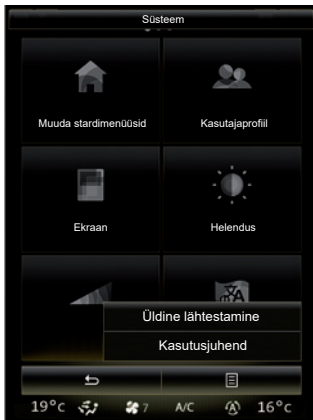 Süsteem
Muuda stardimenüüsid
Kasutajaprofiil
Ekraan
Helendus
Üldine lähtestamine
Kasutusjuhend
19°C 7 A/C A 16°C